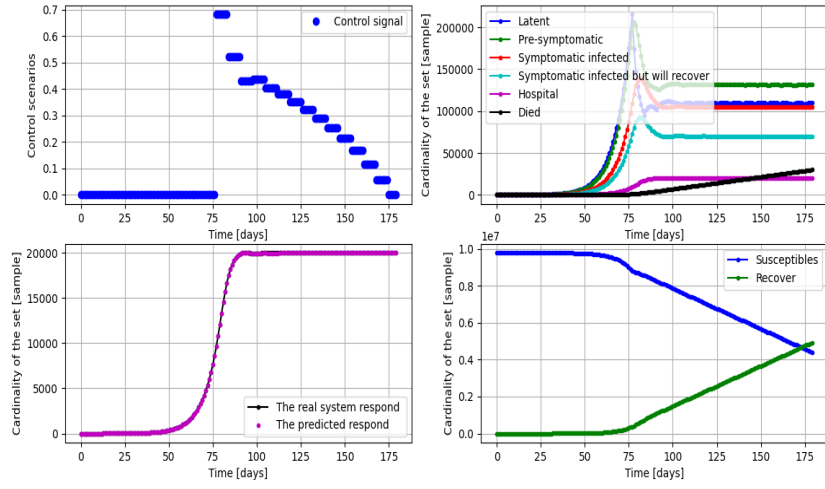 Control scenarios
0.7
0.6
0.5
0.4
0.3
0.2
0.1
0.0
Control signal
0 25 50 75 100 125 150 175
Time [days]
Cardinality of the set [sample]
200000
150000
100000
50000
0
Latent
Pre-symptomatic
Symptomatic infected
Symptomatic infected but will recover
Hospital
Died
0 25 50 75 100 125 150 175
Time [days]
Cardinality of the set [sample]
20000
15000
10000
5000
0
The real system respond
The predicted respond
0 25 50 75 100 125 150 175
Time [days]
Cardinality of the set [sample]
1e7
1.0
0.8
0.6
0.4
0.2
0.0
Susceptibles
Recover
0 25 50 75 100 125 150 175
Time [days]